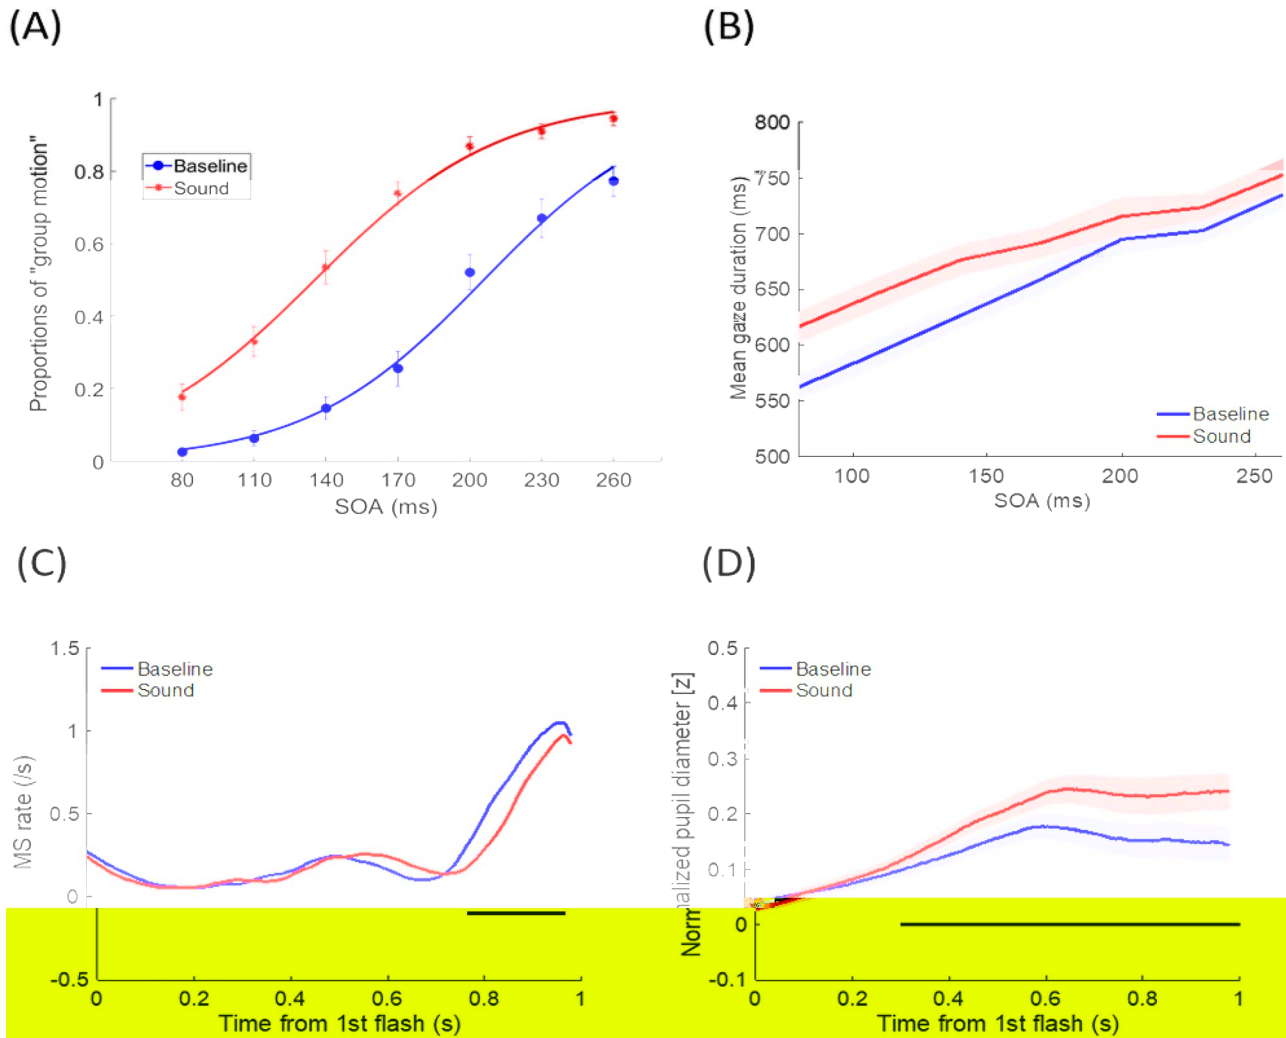 (A)
1
0.8
0.6
0.4
0.2
0
Proportions of "group motion"
Baseline
Sound
80 110 140 170 200 230 260
SOA (ms)
(B)
800
750
700
650
600
550
500
Mean gaze duration (ms)
Baseline
Sound
100 150 200 250
SOA (ms)
(C)
1.5
1
0.5
0
-0.5
MS rate (/s)
Baseline
Sound
0 0.2 0.4 0.6 0.8 1
Time from 1st flash (s)
(D)
0.5
0.4
0.3
0.2
0.1
0
-0.1
Normalized pupil diameter [z]
Baseline
Sound
0 0.2 0.4 0.6 0.8 1
Time from 1st flash (s)